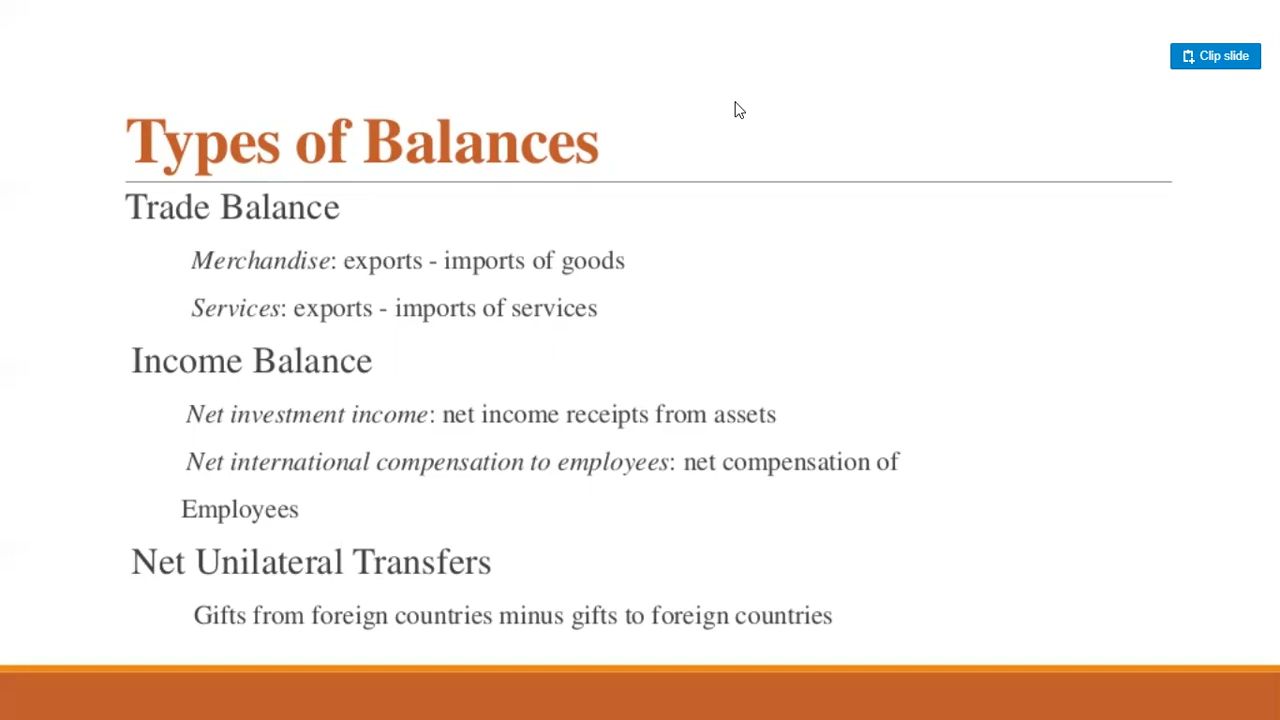 Clip slide
Types of Balances
Trade Balance
Merchandise: exports - imports of goods
Services: exports - imports of services
Income Balance
Net investment income: net income receipts from assets
Net international compensation to employees: net compensation of
Employees
Net Unilateral Transfers
Gifts from foreign countries minus gifts to foreign countries